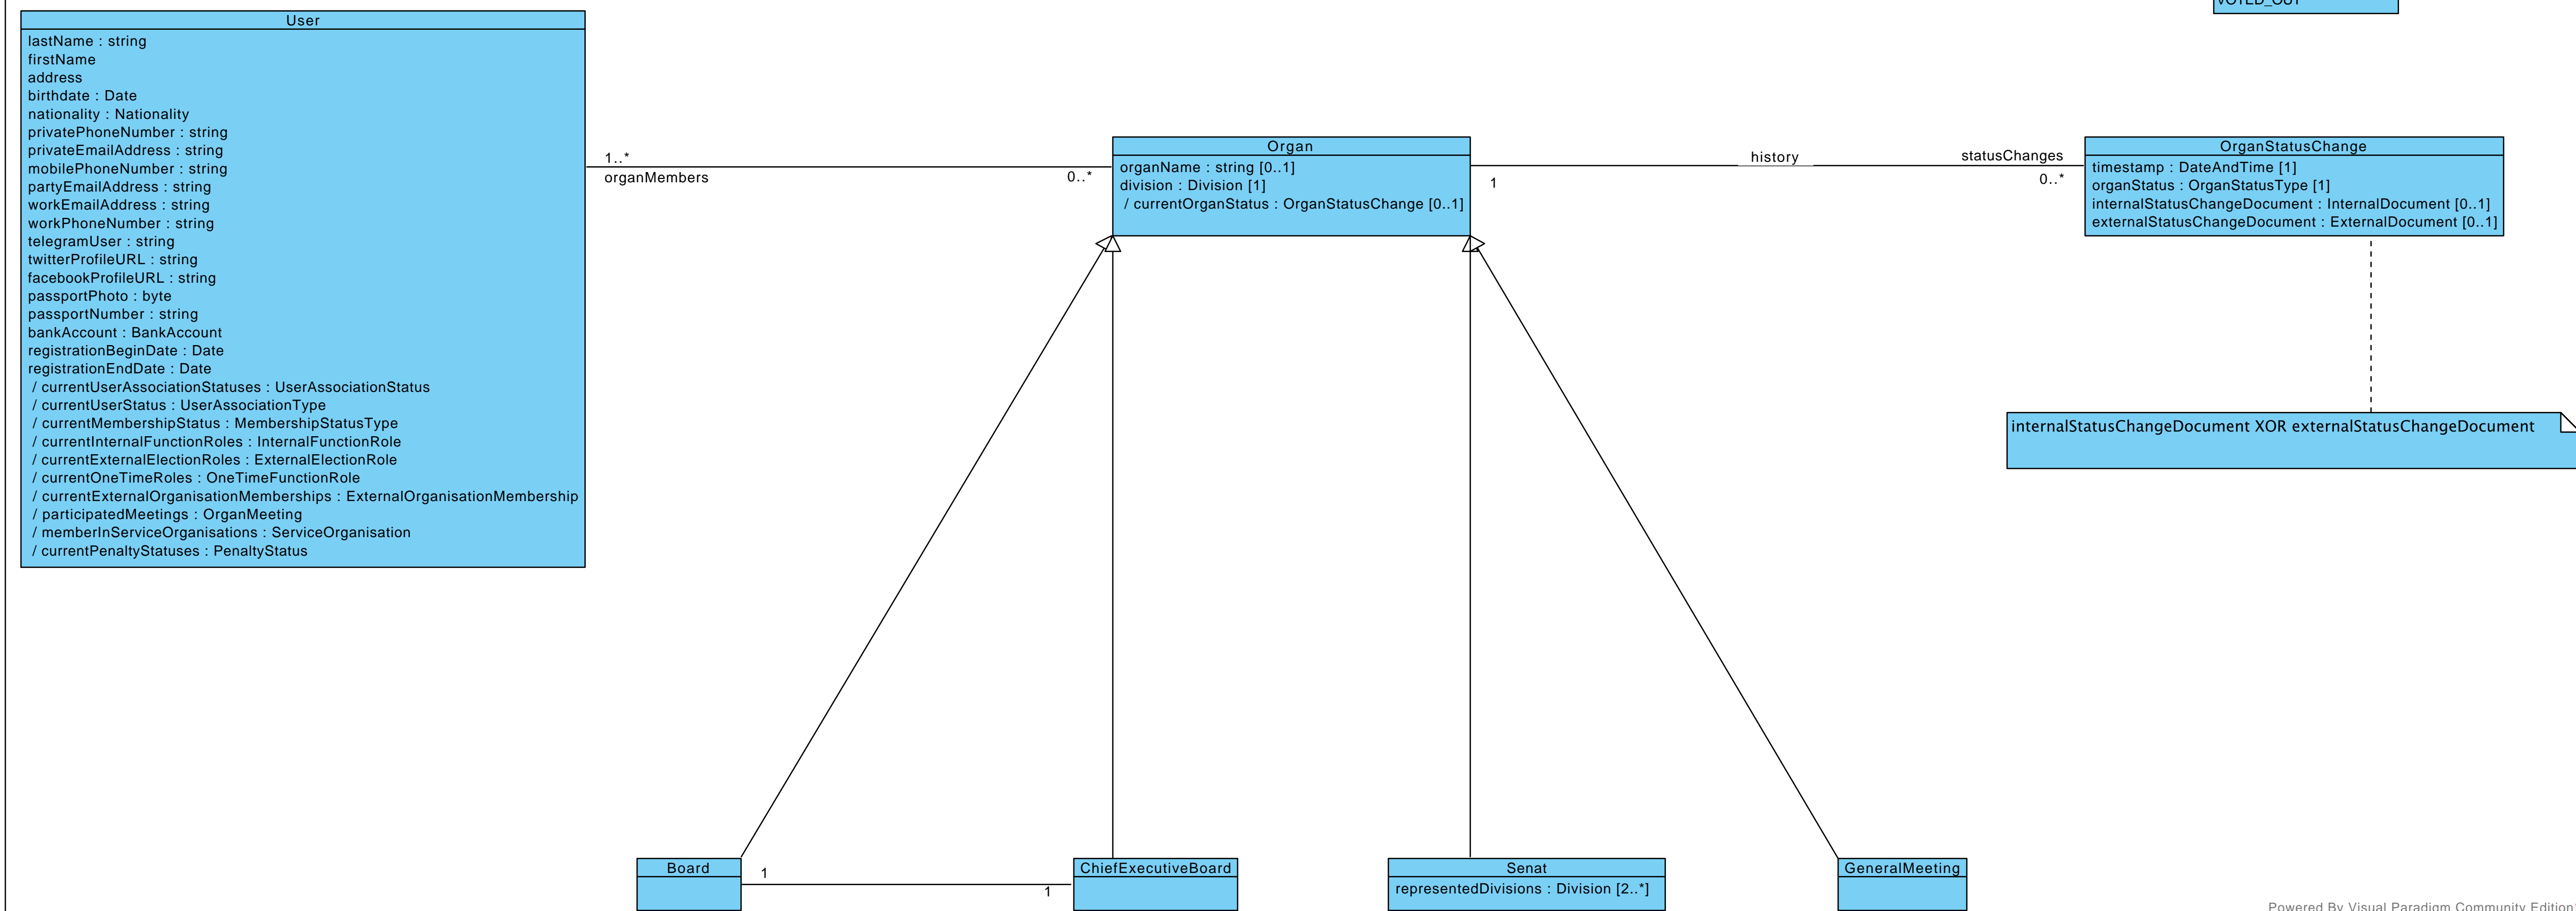 VOTED_OUT
User
lastName : string
firstName
address
birthdate : Date
nationality : Nationality
privatePhoneNumber : string
privateEmailAddress : string
mobilePhoneNumber : string
partyEmailAddress : string
workEmailAddress : string
workPhoneNumber : string
telegramUser : string
twitterProfileURL : string
facebookProfileURL : string
passportPhoto : byte
passportNumber : string
bankAccount : BankAccount
registrationBeginDate : Date
registrationEndDate : Date
/ currentUserAssociationStatuses : UserAssociationStatus
/ currentUserStatus : UserAssociationType
/ currentMembershipStatus : MembershipStatusType
/ currentInternalFunctionRoles : InternalFunctionRole
/ currentExternalElectionRoles : ExternalElectionRole
/ currentOneTimeRoles : OneTimeFunctionRole
/ currentExternalOrganisationMemberships : ExternalOrganisationMembership
/ participatedMeetings : OrganMeeting
/ memberInServiceOrganisations : ServiceOrganisation
/ currentPenaltyStatuses : PenaltyStatus
1..*
organMembers
0..*
Organ
organName : string [0..1]
division : Division [1]
/ currentOrganStatus : OrganStatusChange [0..1]
1
history
statusChanges
0..*
OrganStatusChange
timestamp : DateAndTime [1]
organStatus : OrganStatusType [1]
internalStatusChangeDocument : InternalDocument [0..1]
externalStatusChangeDocument : ExternalDocument [0..1]
internalStatusChangeDocument XOR externalStatusChangeDocument
Board
1
1
ChiefExecutiveBoard
Senat
representedDivisions : Division [2..*]
GeneralMeeting
Powered By Visual Paradigm Community Edition